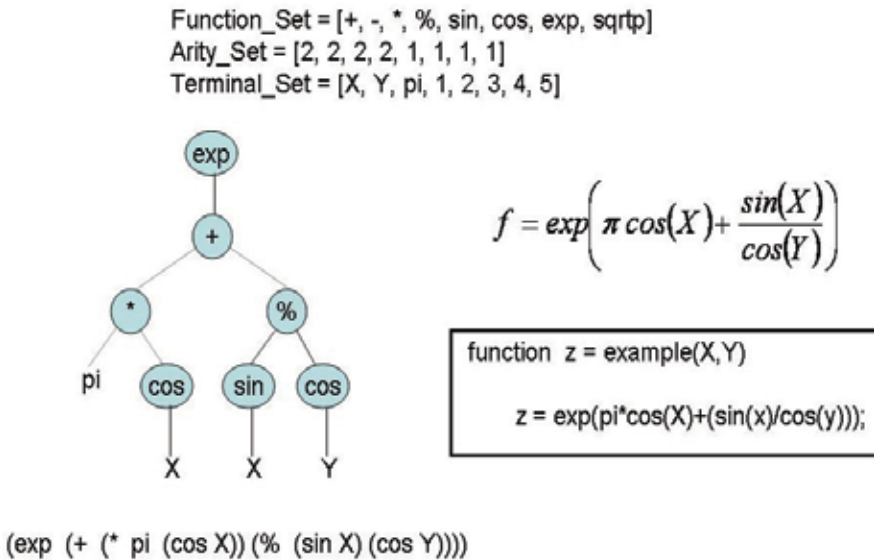 Function_Set = [+, -, *, %, sin, cos, exp, sqrtp]
Arity_Set = [2, 2, 2, 2, 1, 1, 1, 1]
Terminal_Set = [X, Y, pi, 1, 2, 3, 4, 5]
exp
+
* %
pi cos sin cos
X X Y
f = exp(π cos(X) + sin(X)/cos(Y))
function z = example(X,Y)
z = exp(pi*cos(X)+(sin(x)/cos(y)));
(exp (+ (* pi (cos X)) (% (sin X) (cos Y))))